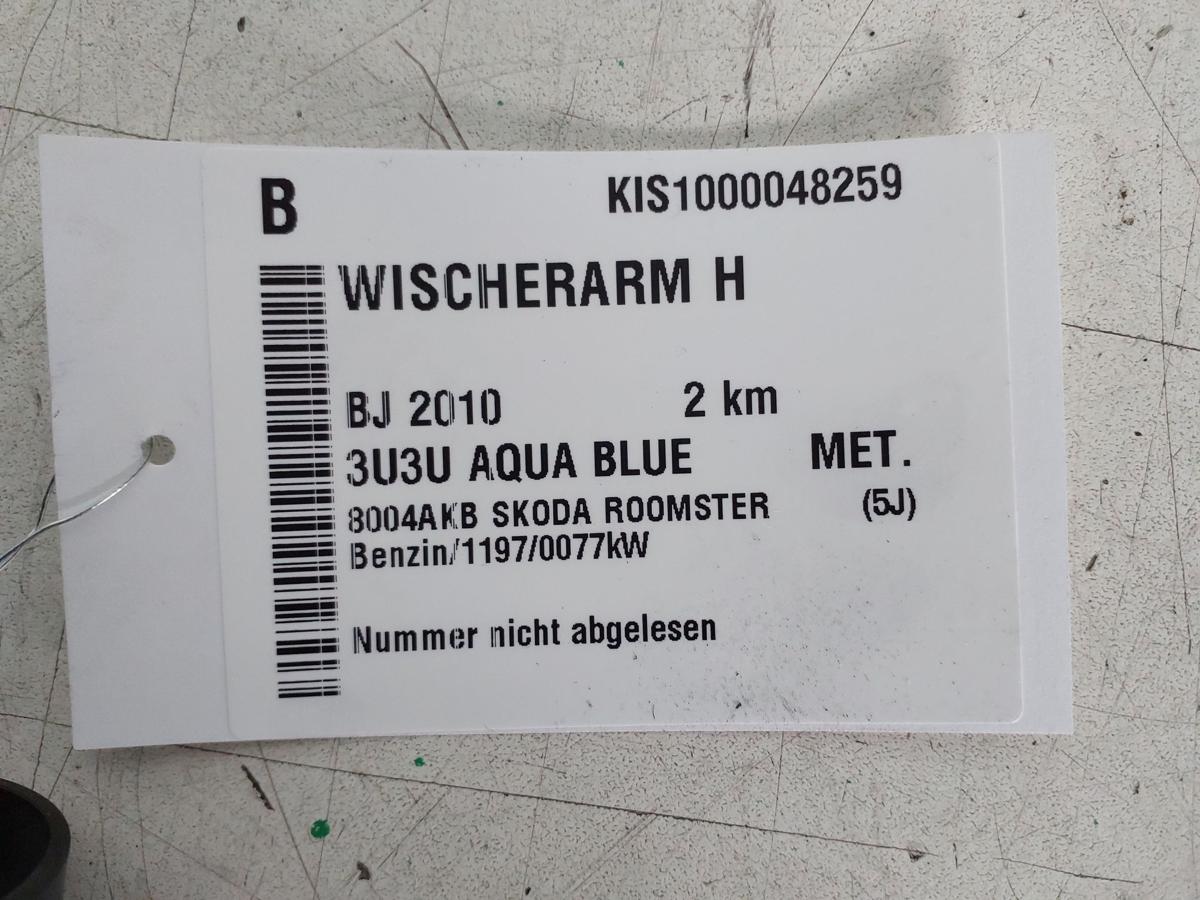 B KIS1000048259
WISCHERARM H
BJ 2010 2 km
3U3U AQUA BLUE MET.
8004AKB SKODA ROOMSTER (5J)
Benzin/1197/0077kW
Nummer nicht abgelesen